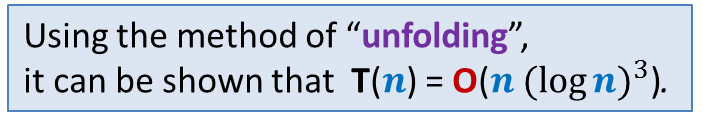 Using the method of “unfolding”,
it can be shown that T(n) = O(n (log n)³).